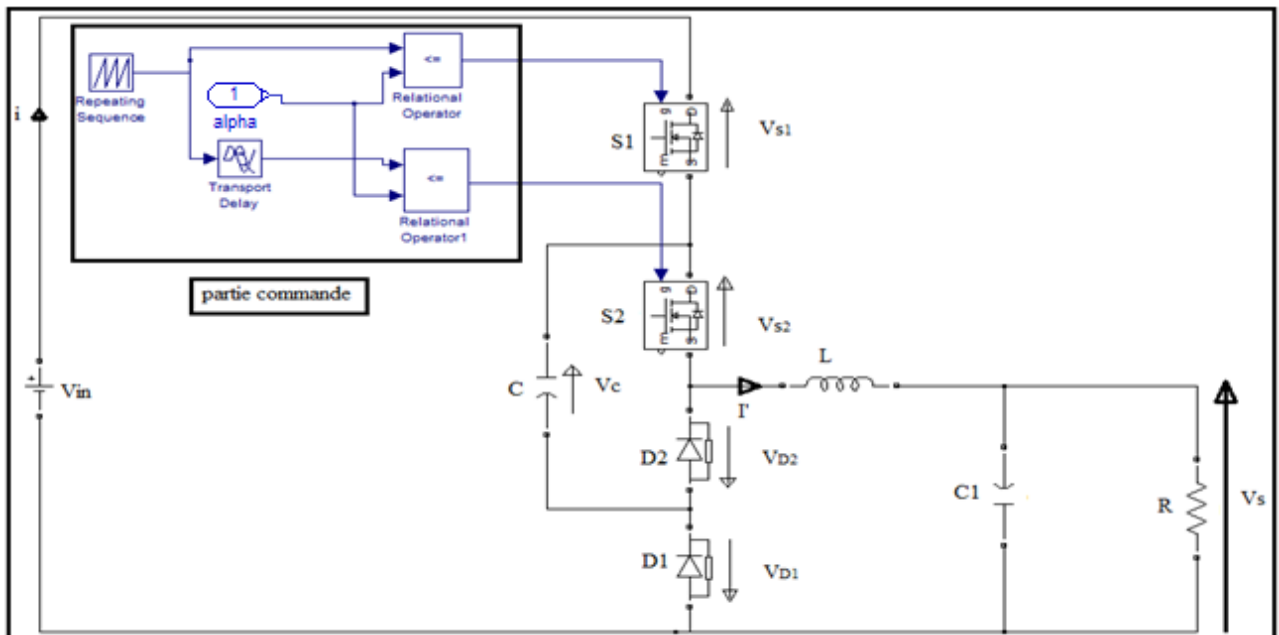 Repeating
Sequence
1
alpha
Transport
Delay
<=
Relational
Operator
<=
Relational
Operator1
partie commande
i
Vin
+
S1
g
D
m
s
VS1
S2
g
D
m
s
VS2
C
Vc
I'
L
D2
VD2
D1
VD1
C1
R
Vs